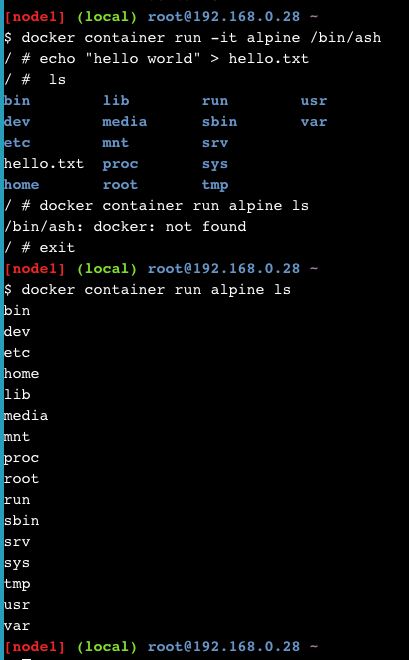 [node1] (local) root@192.168.0.28 ~
$ docker container run -it alpine /bin/ash
/ # echo "hello world" > hello.txt
/ #  ls
bin        lib        run        usr
dev        media      sbin       var
etc        mnt        srv
hello.txt  proc       sys
home       root       tmp
/ # docker container run alpine ls
/bin/ash: docker: not found
/ # exit
[node1] (local) root@192.168.0.28 ~
$ docker container run alpine ls
bin
dev
etc
home
lib
media
mnt
proc
root
run
sbin
srv
sys
tmp
usr
var
[node1] (local) root@192.168.0.28 ~